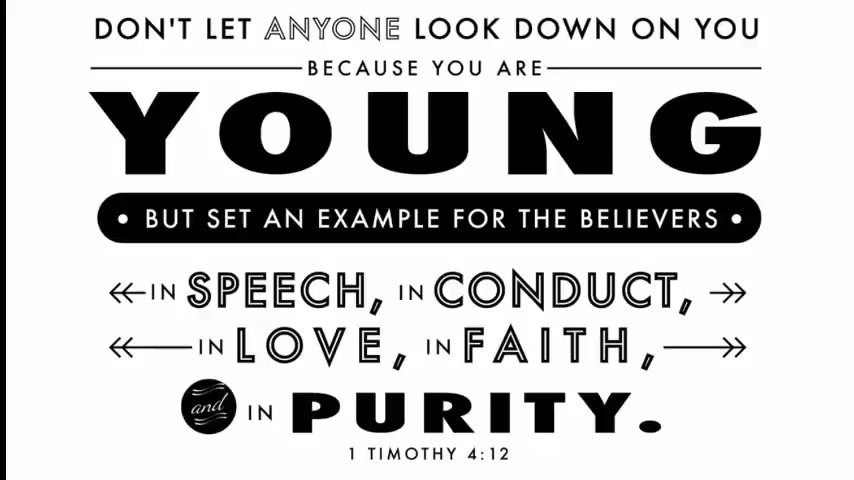 DON'T LET ANYONE LOOK DOWN ON YOU
BECAUSE YOU ARE
YOUNG
• BUT SET AN EXAMPLE FOR THE BELIEVERS •
IN SPEECH, IN CONDUCT,
IN LOVE, IN FAITH,
and IN PURITY.
1 TIMOTHY 4:12